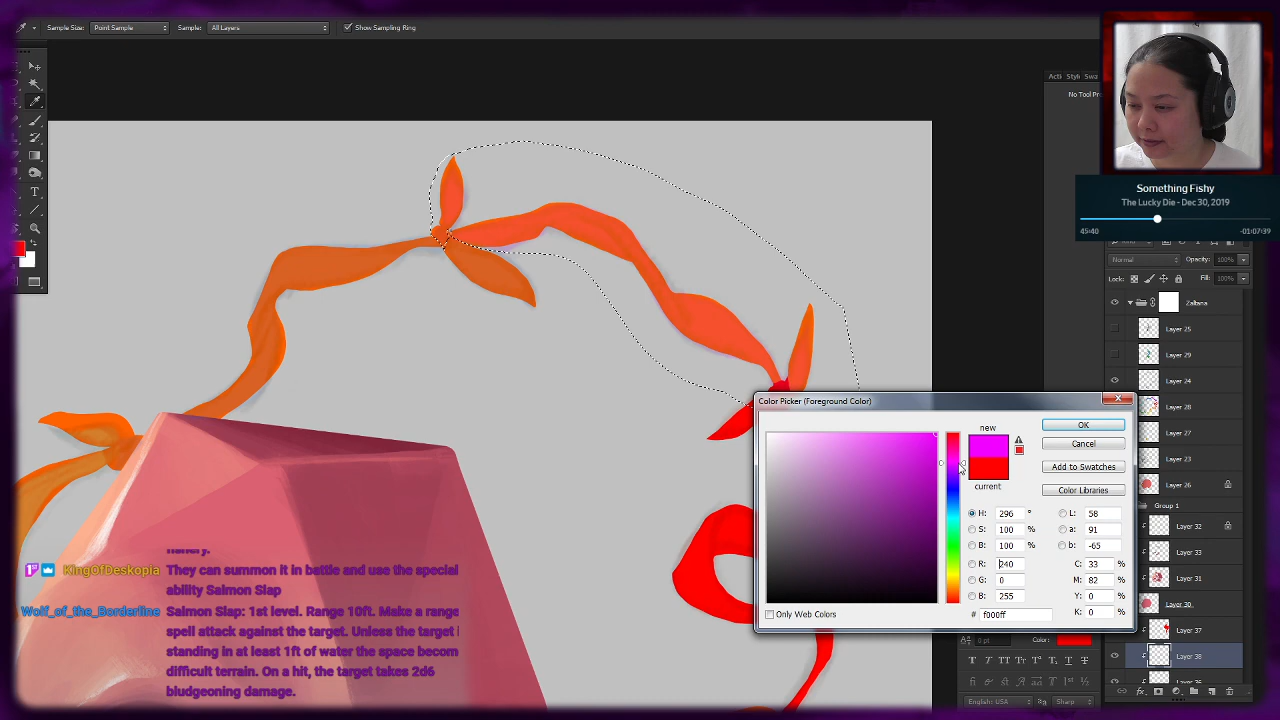 Sample Size: Point Sample Sample: All Layers Show Sampling Ring
Acti Styl Swa
No Tool Pr
Something Fishy
The Lucky Die - Dec 30, 2019
45:40 -01:07:39
Normal Opacity: 100%
Lock: Fill: 100%
Zaltana
Layer 25
Layer 29
Layer 24
Layer 28
Layer 27
Layer 23
Layer 26
Group 1
Layer 32
Layer 33
Layer 31
Layer 30
Layer 37
Layer 38
Color Picker (Foreground Color)
new
current
OK
Cancel
Add to Swatches
Color Libraries
H: 296 ° L: 58
S: 100 % a: 91
B: 100 % b: -65
R: 240 C: 33 %
G: 0 M: 82 %
B: 255 Y: 0 %
# f000ff K: 0 %
Only Web Colors
Color:
English: USA Sharp
KingOfDeskopia
They can summon it in battle and use the special
ability Salmon Slap
Wolf_of_the_Borderline Salmon Slap: 1st level. Range 10ft. Make a range
spell attack against the target. Unless the target i
standing in at least 1ft of water the space becom
difficult terrain. On a hit, the target takes 2d6
bludgeoning damage.